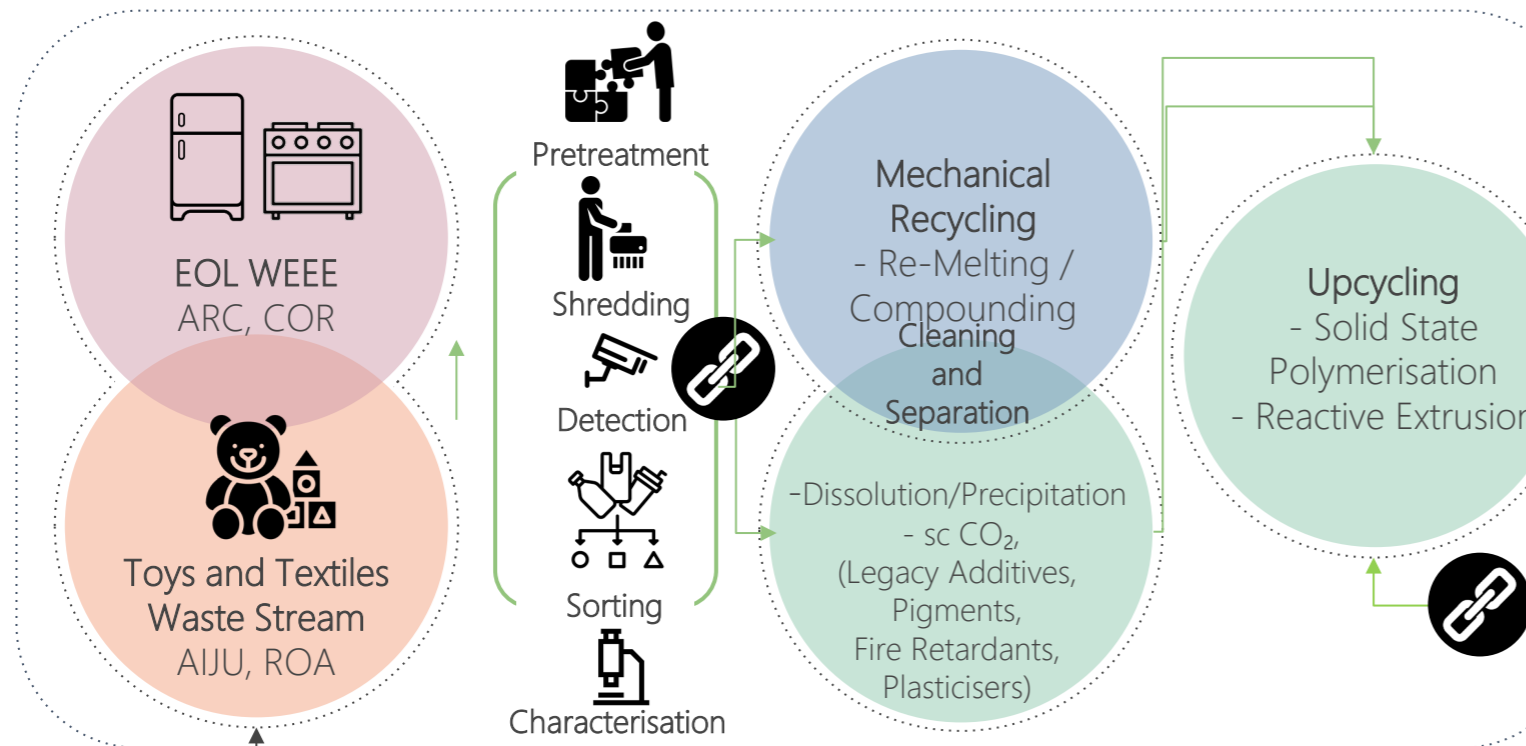 EOL WEEE
ARC, COR
Toys and Textiles
Waste Stream
AIJU, ROA
Pretreatment
Shredding
Detection
Sorting
Characterisation
Mechanical
Recycling
- Re-Melting /
Compounding
Cleaning
and
Separation
-Dissolution/Precipitation
- sc CO₂,
(Legacy Additives,
Pigments,
Fire Retardants,
Plasticisers)
Upcycling
- Solid State
Polymerisation
- Reactive Extrusion